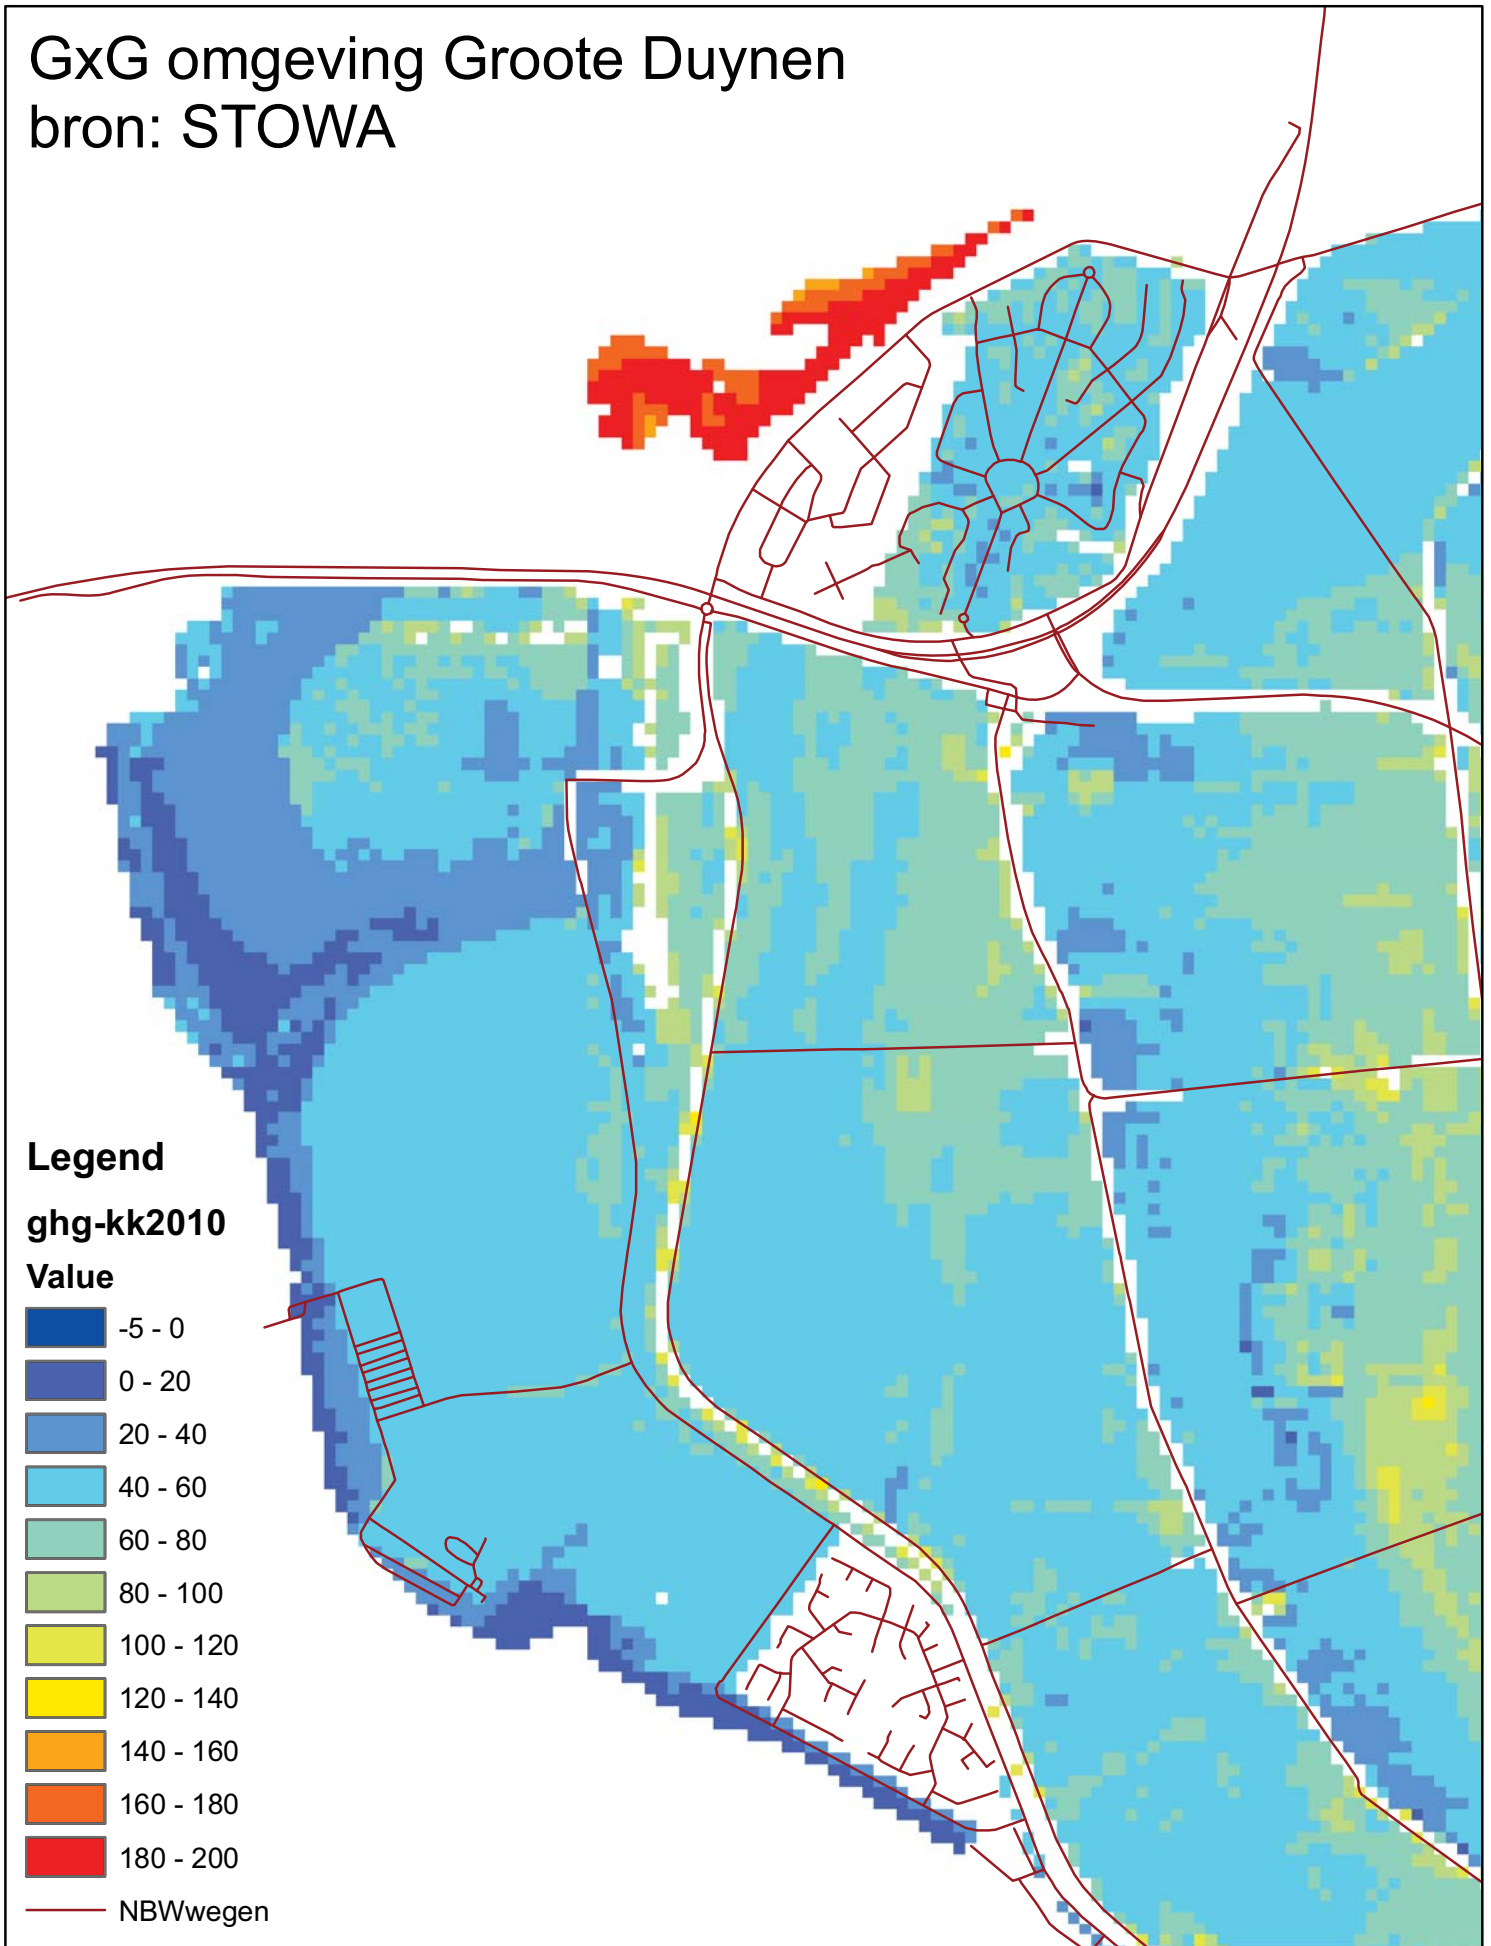 GxG omgeving Groote Duynen
bron: STOWA
Legend
ghg-kk2010
Value
-5 - 0
0 - 20
20 - 40
40 - 60
60 - 80
80 - 100
100 - 120
120 - 140
140 - 160
160 - 180
180 - 200
NBWwegen